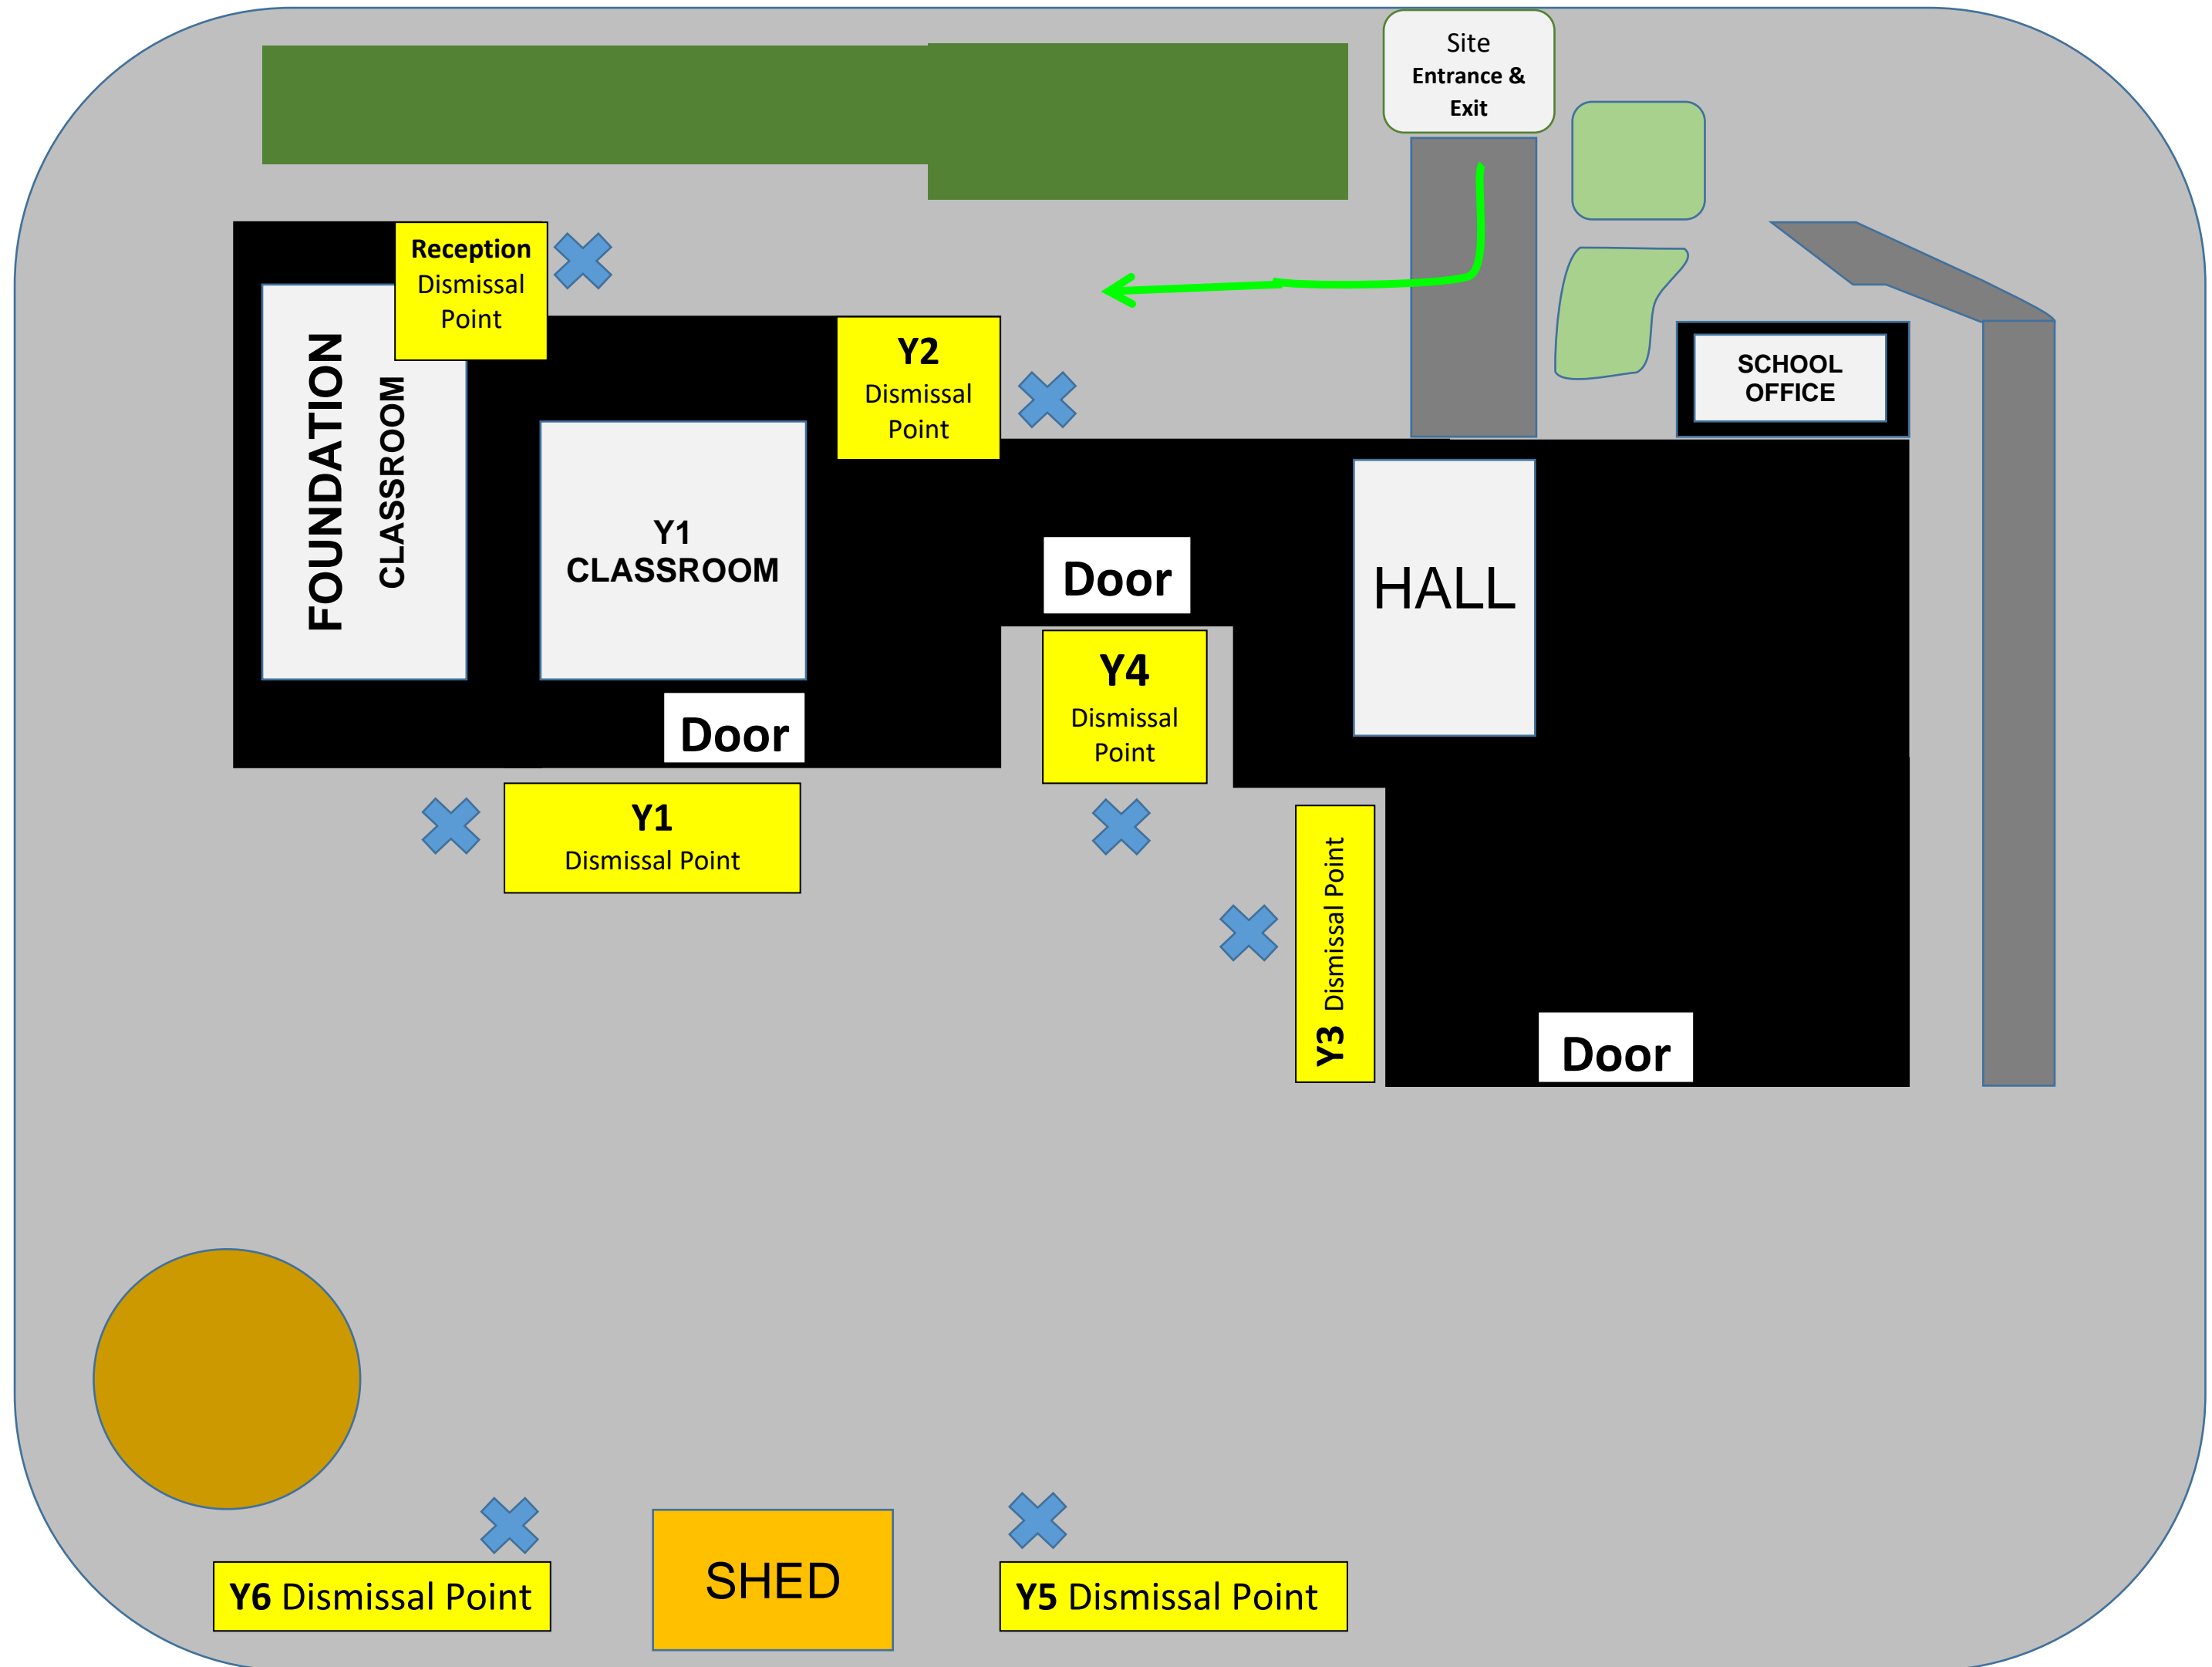 Site
Entrance &
Exit
Reception
Dismissal
Point
FOUNDATION
CLASSROOM
Y2
Dismissal
Point
SCHOOL
OFFICE
Y1
CLASSROOM
Door
HALL
Y4
Dismissal
Point
Door
Y1
Dismissal Point
Y3 Dismissal Point
Door
Y6 Dismissal Point
SHED
Y5 Dismissal Point